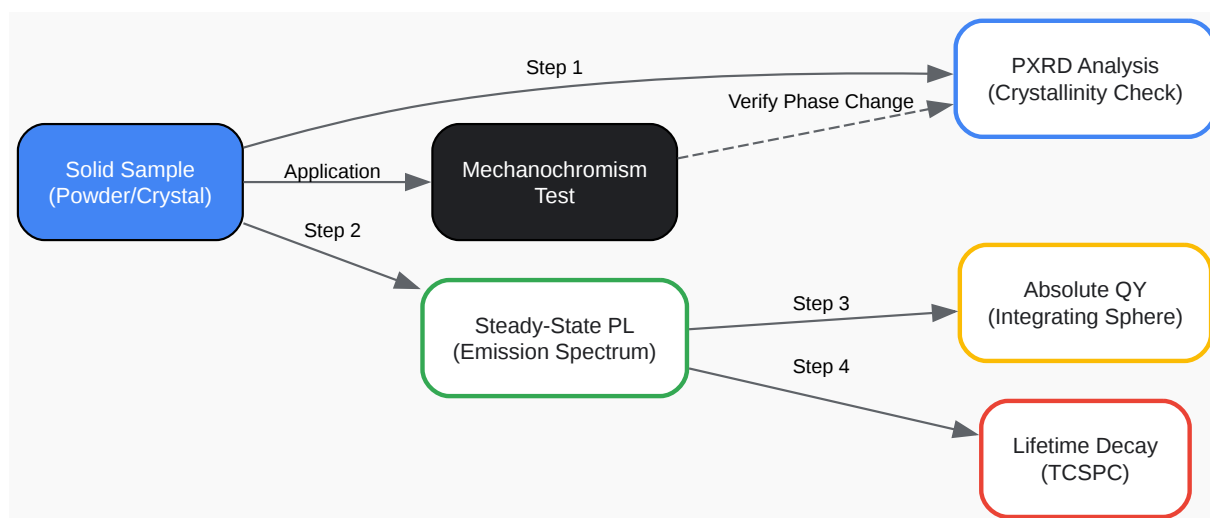 Step 1
PXRD Analysis
(Crystallinity Check)
Verify Phase Change
Solid Sample
(Powder/Crystal)
Application
Mechanochromism
Test
Step 2
Steady-State PL
(Emission Spectrum)
Step 3
Absolute QY
(Integrating Sphere)
Step 4
Lifetime Decay
(TCSPC)